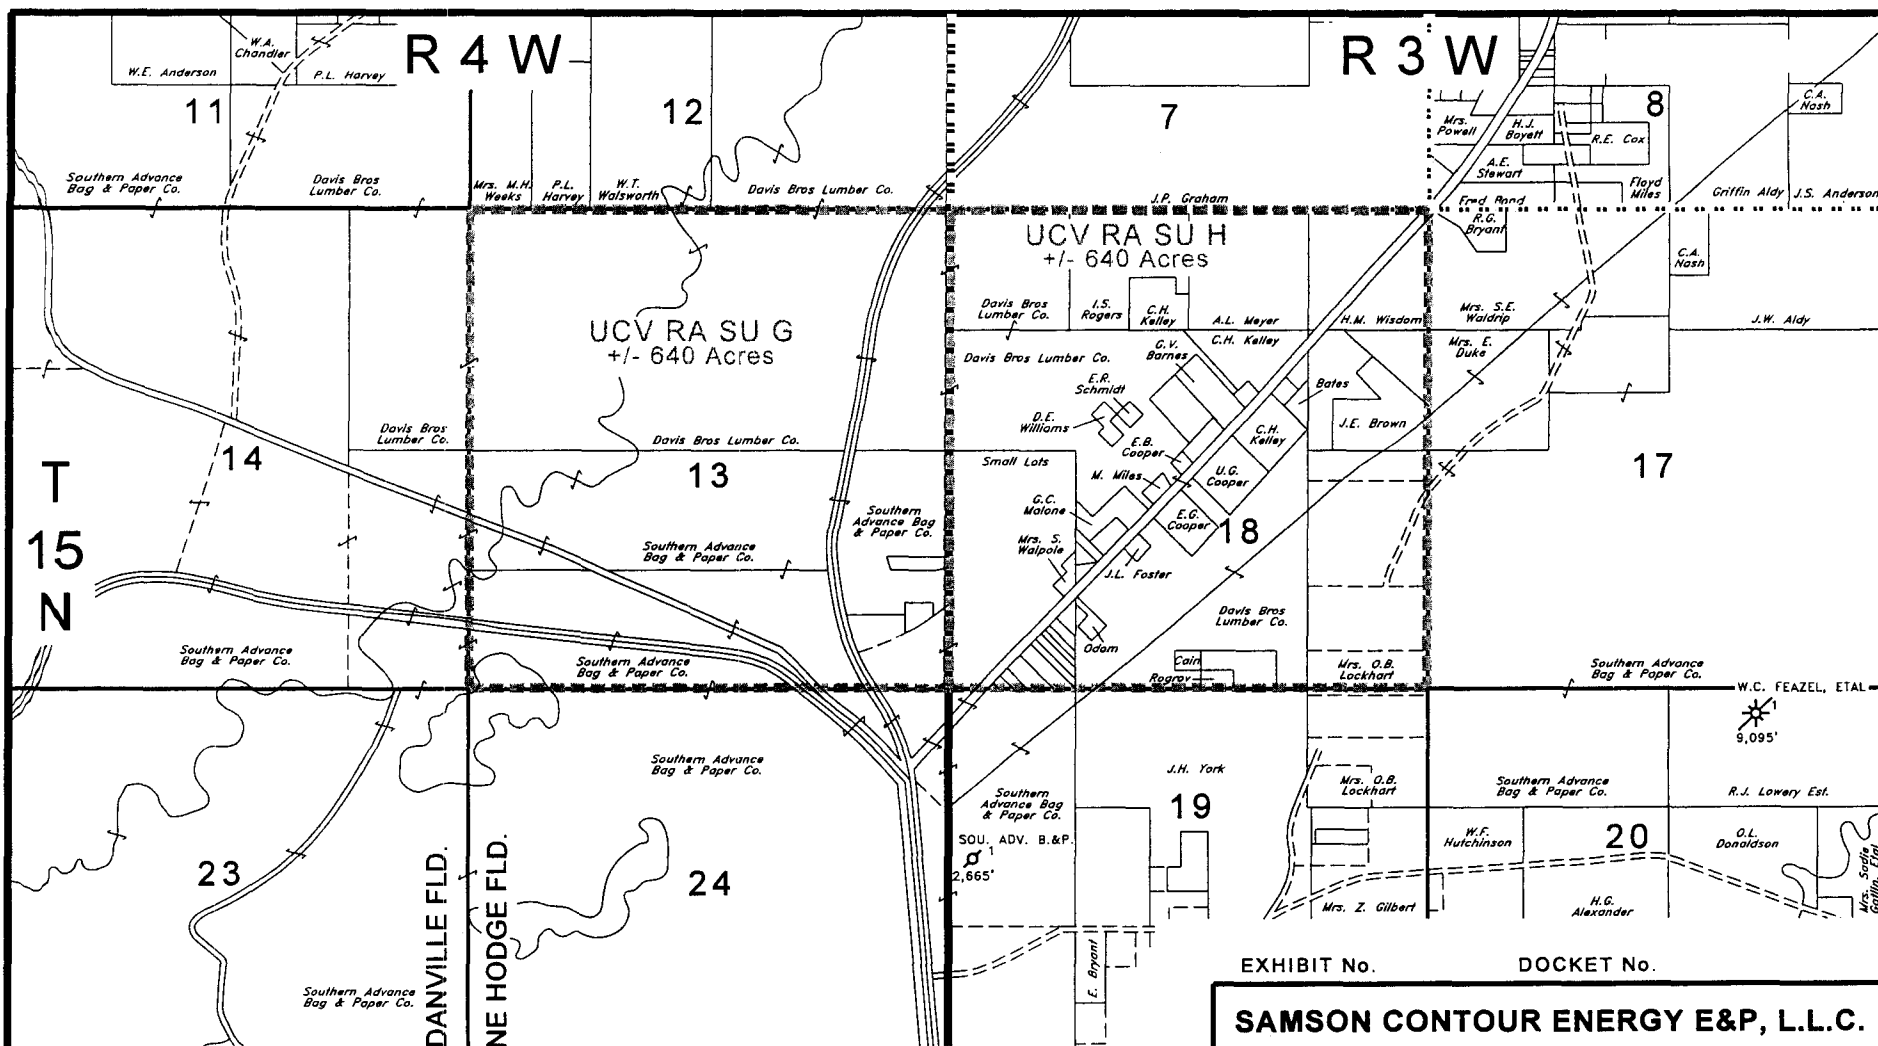 R 4 W
R 3 W
W.A.
Chandler
W.E. Anderson
P.L. Harvey
11
12
7
8
C.A.
Nash
Mrs.
Powell
H.J.
Boyett
R.E. Cox
A.E.
Stewart
Floyd
Miles
Southern Advance
Bag & Paper Co.
Davis Bros
Lumber Co.
Mrs. M.H.
Weeks
P.L.
Harvey
W.T.
Walsworth
Davis Bros Lumber Co.
J.P. Graham
Griffin Aldy
J.S. Anderson
R.G.
Bryant
UCV RA SU H
+/- 640 Acres
C.A.
Nash
Davis Bros
Lumber Co.
I.S.
Rogers
C.H.
Kelley
A.L. Meyer
H.M. Wisdom
Mrs. S.E.
Waldrip
J.W. Aldy
UCV RA SU G
+/- 640 Acres
C.H. Kelley
G.V.
Barnes
Mrs. E.
Duke
Davis Bros Lumber Co.
E.R.
Schmidt
Bates
D.E.
Williams
J.E. Brown
C.H.
Kelley
Davis Bros
Lumber Co.
Davis Bros Lumber Co.
E.B.
Cooper
Small Lots
14
13
17
T
15
N
M. Miles
U.G.
Cooper
G.C.
Malone
E.G.
Cooper
18
Southern
Advance Bag
& Paper Co.
Southern Advance
Bag & Paper Co.
Mrs. S.
Walpole
J.L. Foster
Davis Bros
Lumber Co.
Odom
Southern Advance
Bag & Paper Co.
Southern Advance
Bag & Paper Co.
Cain
Mrs. O.B.
Lockhart
Southern Advance
Bag & Paper Co.
W.C. FEAZEL, ETAL
1
9,095'
Southern Advance
Bag & Paper Co.
J.H. York
Mrs. O.B.
Lockhart
Southern Advance
Bag & Paper Co.
R.J. Lowery Est.
Southern
Advance Bag
& Paper Co.
19
SOU. ADV. B.&P.
1
2,665'
W.F.
Hutchinson
20
O.L.
Donaldson
23
24
Mrs. Z. Gilbert
H.G.
Alexander
Mrs. Sadie
Gatlin, Etal
DANVILLE FLD.
NE HODGE FLD.
E. Bryant
Southern Advance
Bag & Paper Co.
EXHIBIT No.
DOCKET No.
SAMSON CONTOUR ENERGY E&P, L.L.C.